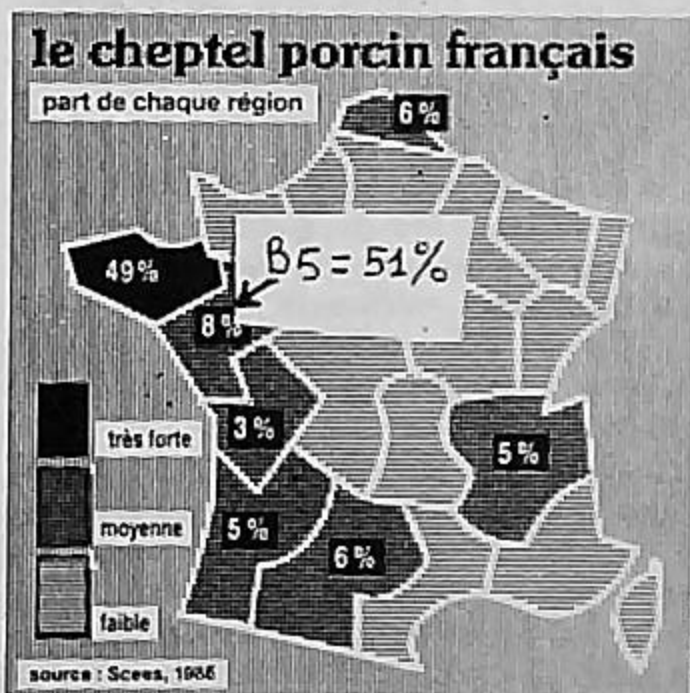 le cheptel porcin français
part de chaque région
6 %
49%
B5 = 51%
8 %
3 %
5 %
5 %
6 %
très forte
moyenne
faible
source : Scees,